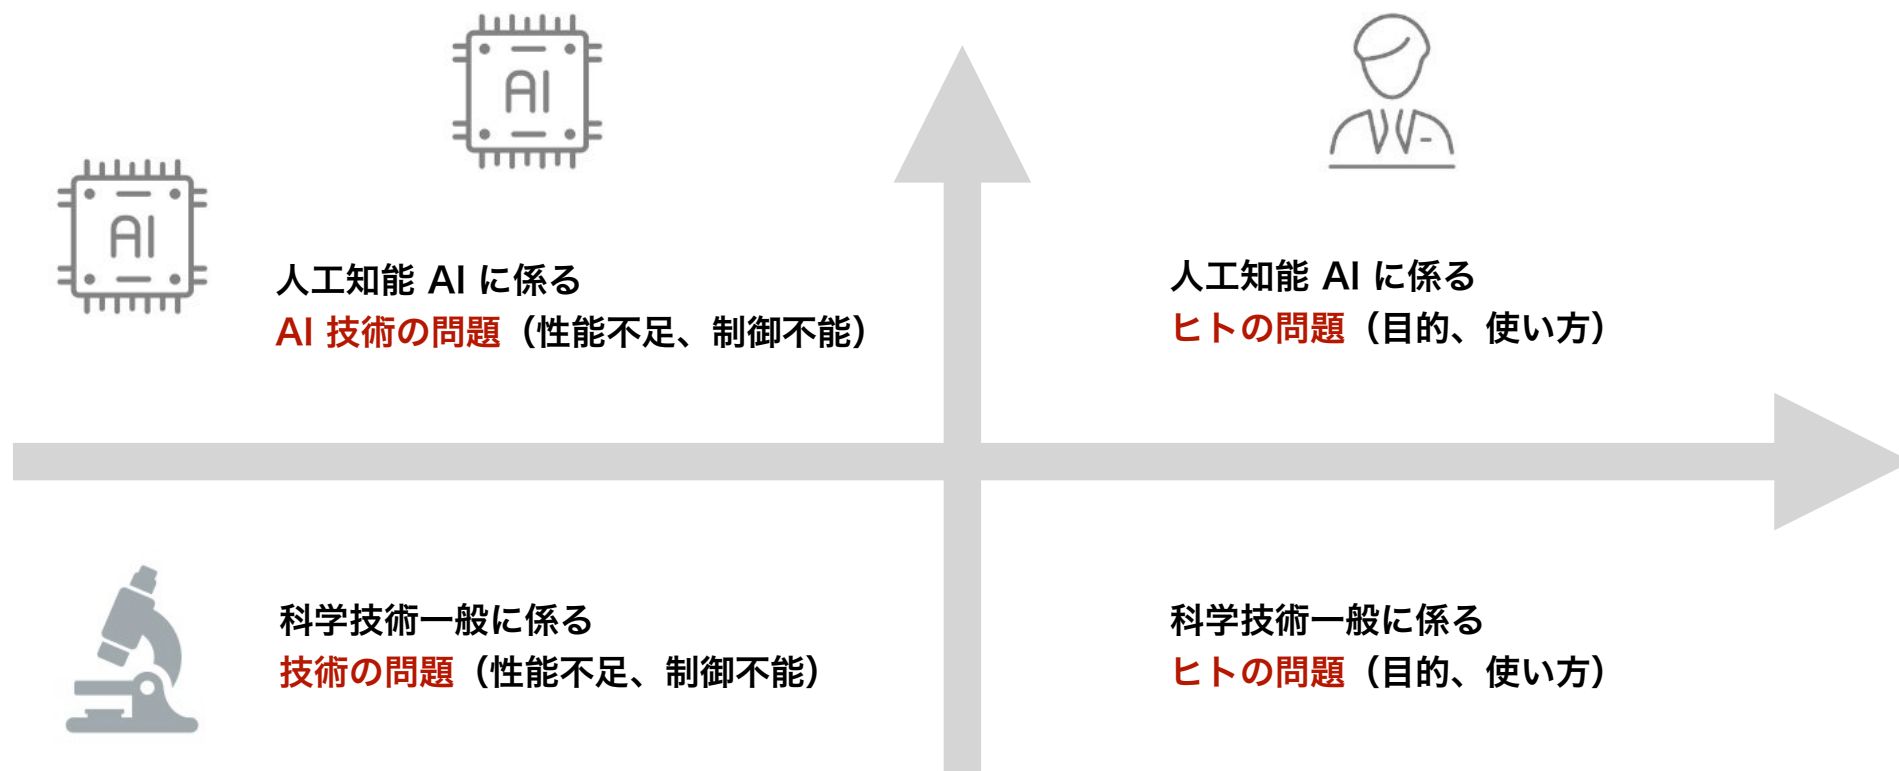 AI
AI
人工知能 AI に係る
AI 技術の問題（性能不足、制御不能）
人工知能 AI に係る
ヒトの問題（目的、使い方）
科学技術一般に係る
技術の問題（性能不足、制御不能）
科学技術一般に係る
ヒトの問題（目的、使い方）